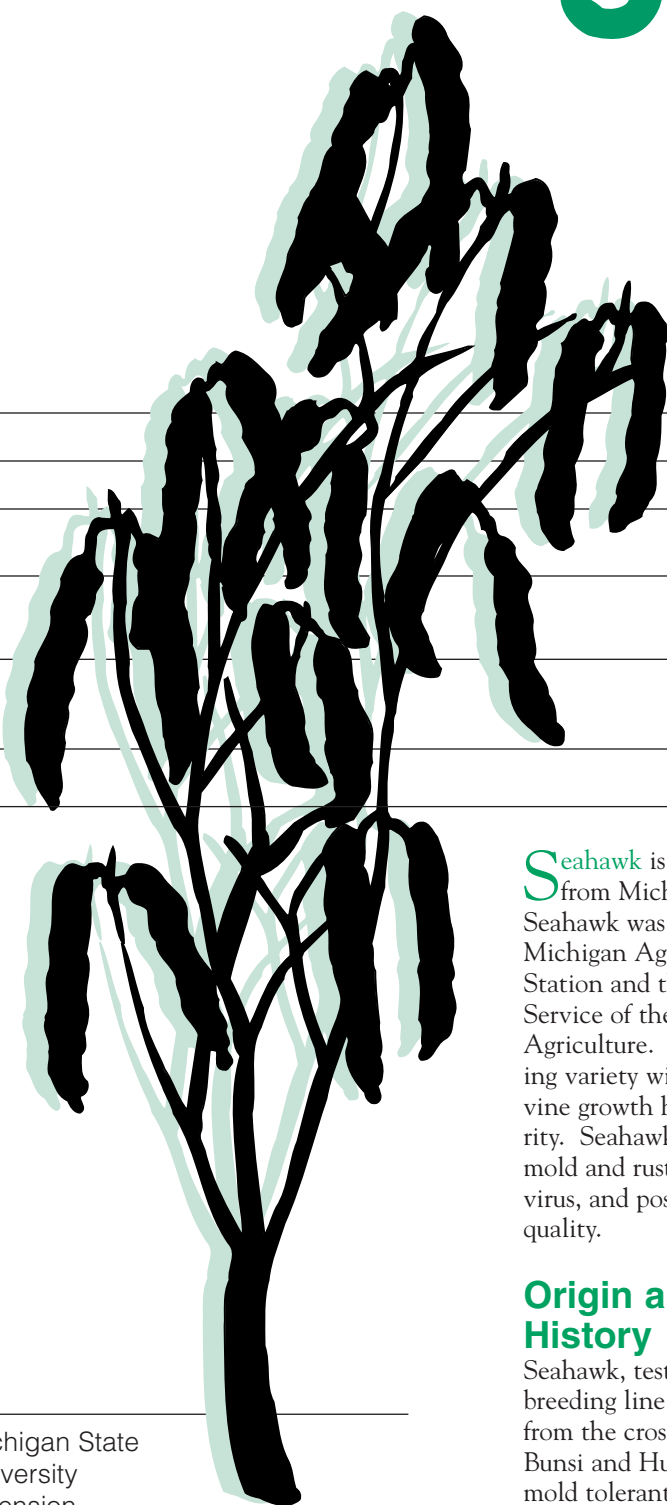 Seahawk is
from Mich
Seahawk was
Michigan Ag
Station and t
Service of the
Agriculture.
ing variety wi
vine growth h
rity. Seahawk
mold and rust
virus, and pos
quality.
Origin a
History
Seahawk, test
breeding line
from the cros
Bunsi and Hu
mold tolerant
chigan State
versity
tension